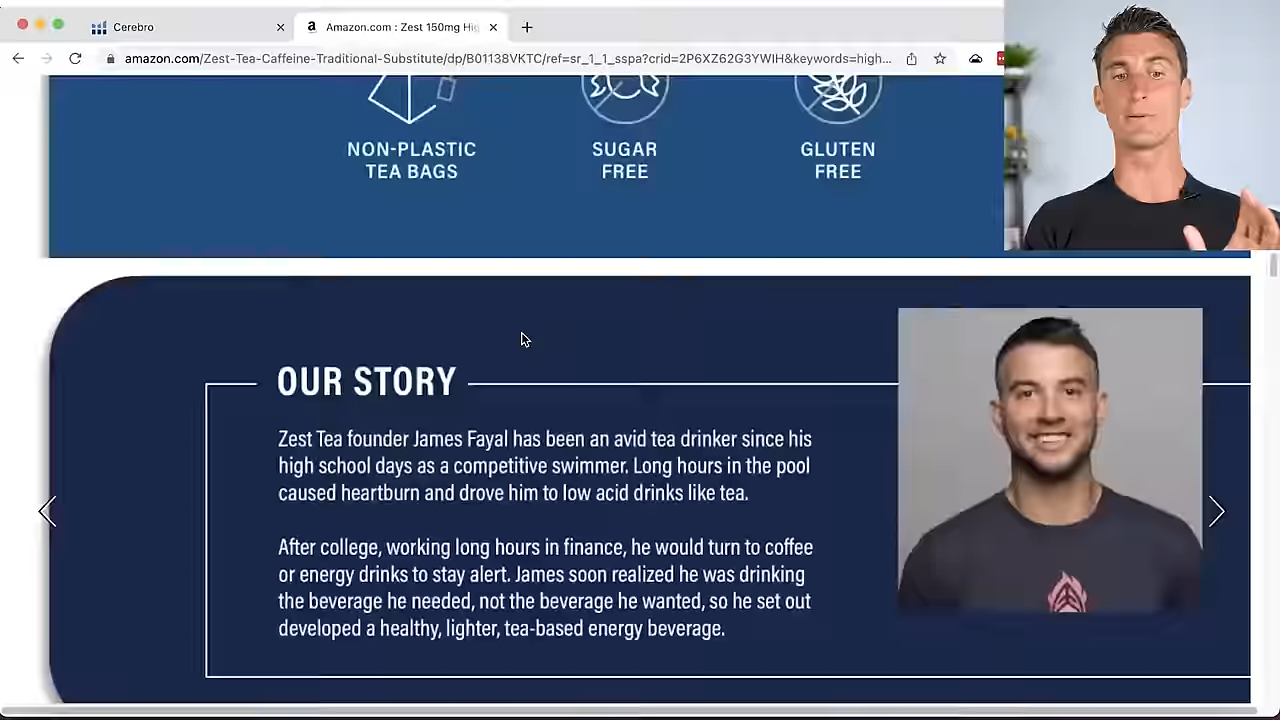 Cerebro
Amazon.com : Zest 150mg Hig
amazon.com/Zest-Tea-Caffeine-Traditional-Substitute/dp/B01138VKTC/ref=sr_1_1_sspa?crid=2P6XZ62G3YWIH&keywords=high...
NON-PLASTIC
TEA BAGS
SUGAR
FREE
GLUTEN
FREE
OUR STORY
Zest Tea founder James Fayal has been an avid tea drinker since his
high school days as a competitive swimmer. Long hours in the pool
caused heartburn and drove him to low acid drinks like tea.
After college, working long hours in finance, he would turn to coffee
or energy drinks to stay alert. James soon realized he was drinking
the beverage he needed, not the beverage he wanted, so he set out
developed a healthy, lighter, tea-based energy beverage.